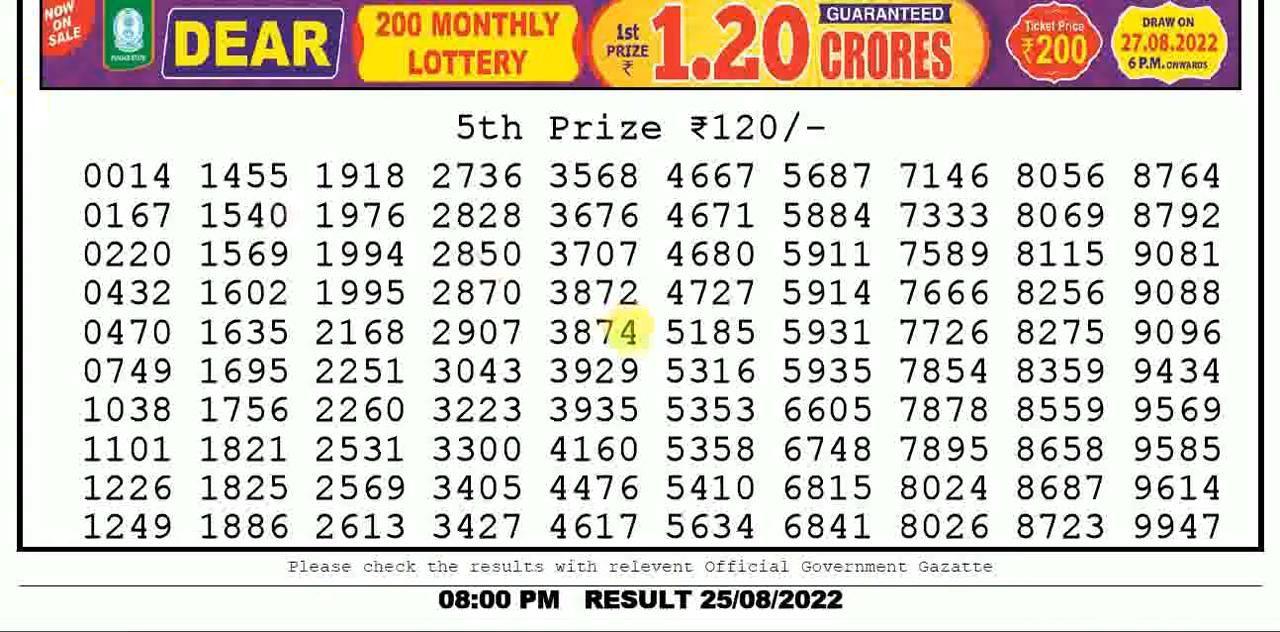 NOW
ON
SALE
DEAR
200 MONTHLY
LOTTERY
1st
PRIZE
₹
1.20
GUARANTEED
CRORES
Ticket Price
₹200
DRAW ON
27.08.2022
6 P.M. ONWARDS
5th Prize ₹120/-
0014 1455 1918 2736 3568 4667 5687 7146 8056 8764
0167 1540 1976 2828 3676 4671 5884 7333 8069 8792
0220 1569 1994 2850 3707 4680 5911 7589 8115 9081
0432 1602 1995 2870 3872 4727 5914 7666 8256 9088
0470 1635 2168 2907 3874 5185 5931 7726 8275 9096
0749 1695 2251 3043 3929 5316 5935 7854 8359 9434
1038 1756 2260 3223 3935 5353 6605 7878 8559 9569
1101 1821 2531 3300 4160 5358 6748 7895 8658 9585
1226 1825 2569 3405 4476 5410 6815 8024 8687 9614
1249 1886 2613 3427 4617 5634 6841 8026 8723 9947
Please check the results with relevent Official Government Gazatte
08:00 PM RESULT 25/08/2022